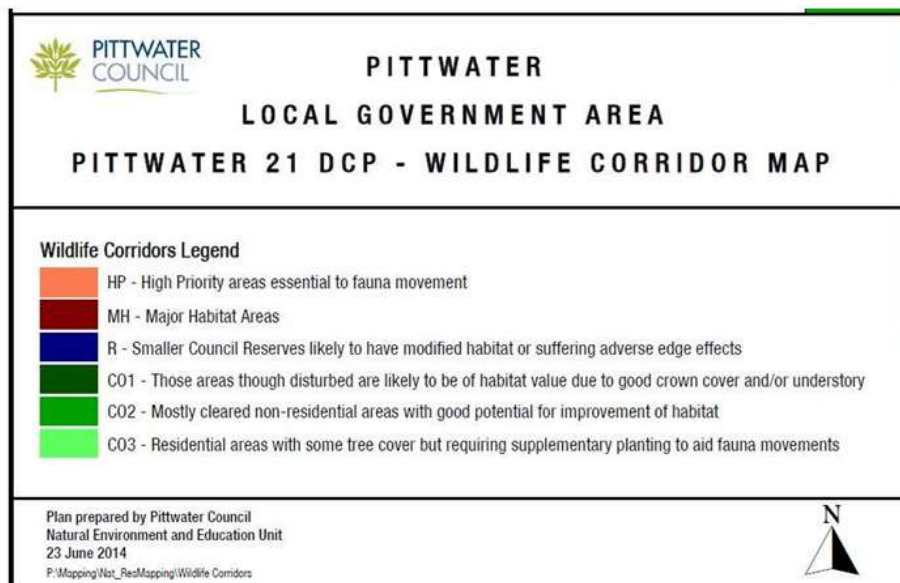 PITTWATER
COUNCIL
PITTWATER
LOCAL GOVERNMENT AREA
PITTWATER 21 DCP - WILDLIFE CORRIDOR MAP
Wildlife Corridors Legend
HP - High Priority areas essential to fauna movement
MH - Major Habitat Areas
R - Smaller Council Reserves likely to have modified habitat or suffering adverse edge effects
CO1 - Those areas though disturbed are likely to be of habitat value due to good crown cover and/or understory
CO2 - Mostly cleared non-residential areas with good potential for improvement of habitat
CO3 - Residential areas with some tree cover but requiring supplementary planting to aid fauna movements
Plan prepared by Pittwater Council
Natural Environment and Education Unit
23 June 2014
P:\Mapping\Nat_ResMapping\Wildlife Corridors
N